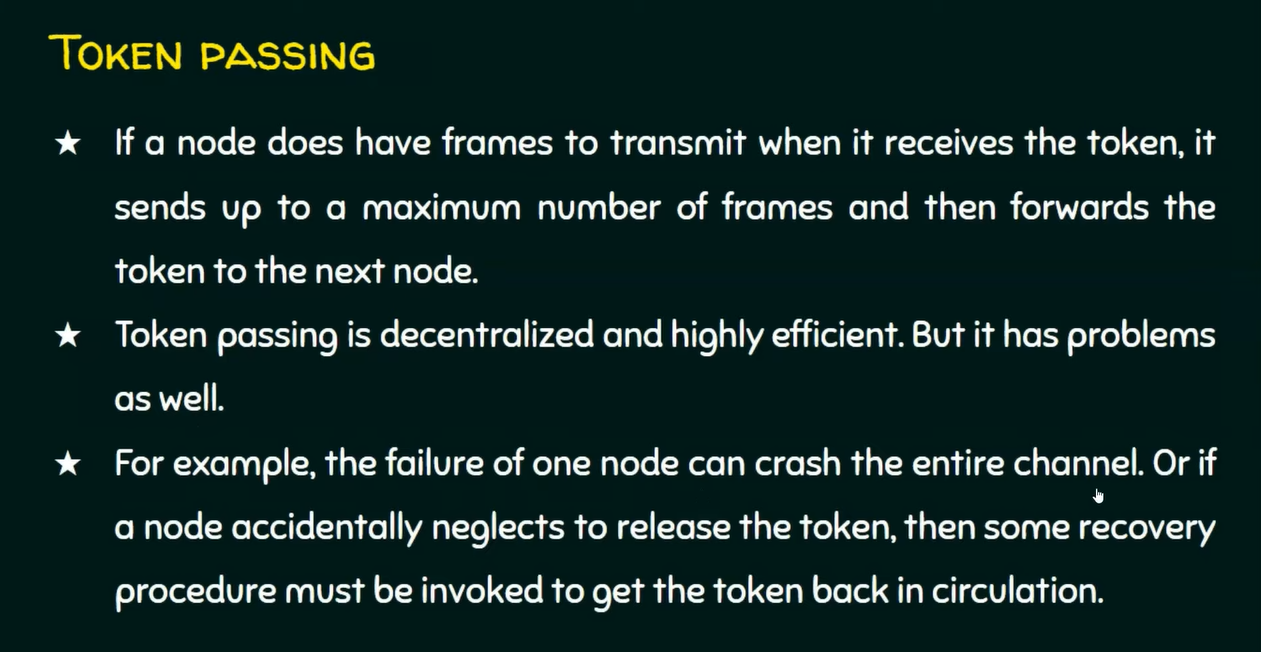 TOKEN PASSING
★ If a node does have frames to transmit when it receives the token, it
sends up to a maximum number of frames and then forwards the
token to the next node.
★ Token passing is decentralized and highly efficient. But it has problems
as well.
★ For example, the failure of one node can crash the entire channel. Or if
a node accidentally neglects to release the token, then some recovery
procedure must be invoked to get the token back in circulation.